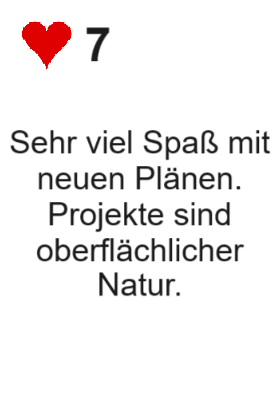 7
Sehr viel Spaß mit
neuen Plänen.
Projekte sind
oberflächlicher
Natur.